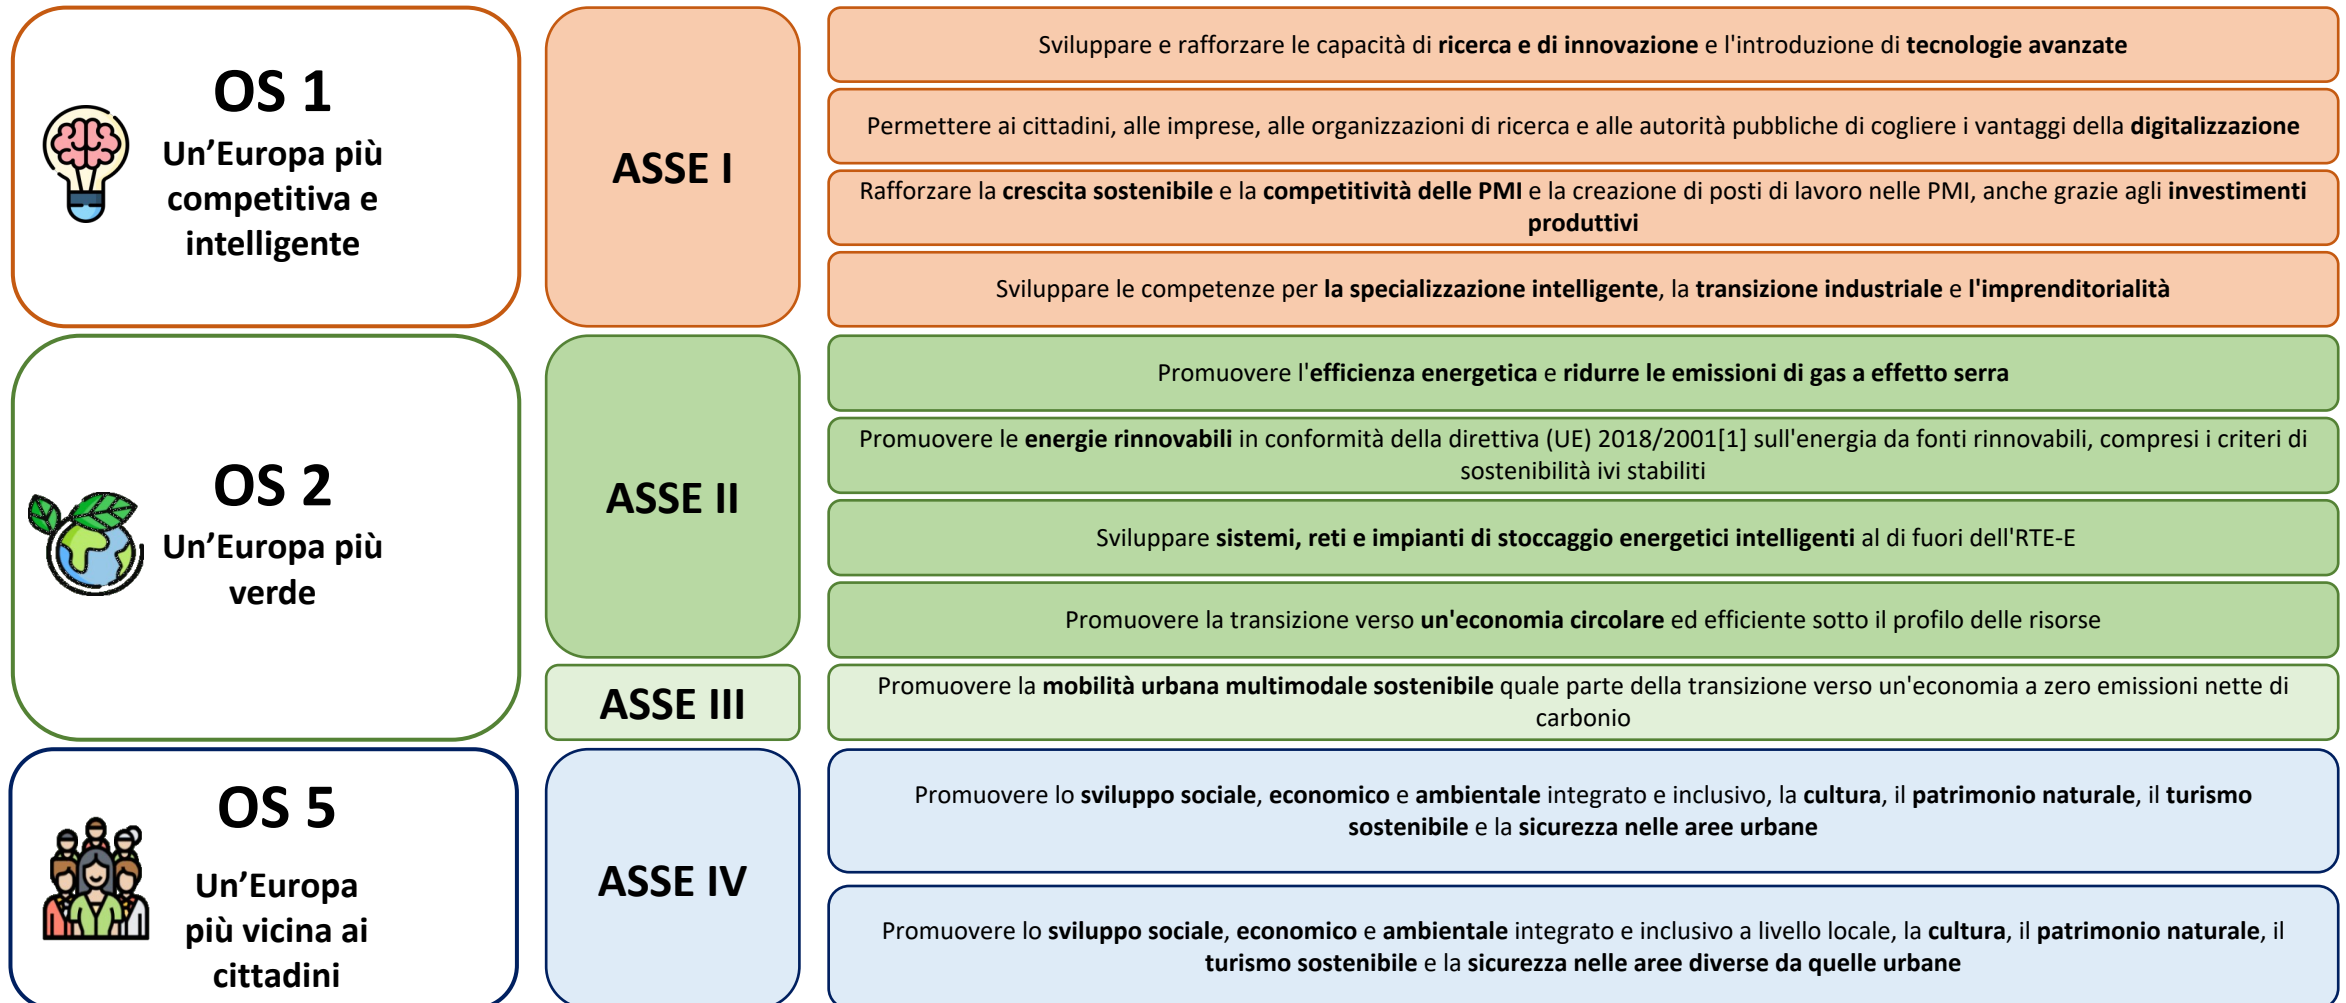 OS 1
Un’Europa più
competitiva e
intelligente
ASSE I
Sviluppare e rafforzare le capacità di ricerca e di innovazione e l'introduzione di tecnologie avanzate
Permettere ai cittadini, alle imprese, alle organizzazioni di ricerca e alle autorità pubbliche di cogliere i vantaggi della digitalizzazione
Rafforzare la crescita sostenibile e la competitività delle PMI e la creazione di posti di lavoro nelle PMI, anche grazie agli investimenti
produttivi
Sviluppare le competenze per la specializzazione intelligente, la transizione industriale e l'imprenditorialità
OS 2
Un’Europa più
verde
ASSE II
Promuovere l'efficienza energetica e ridurre le emissioni di gas a effetto serra
Promuovere le energie rinnovabili in conformità della direttiva (UE) 2018/2001[1] sull'energia da fonti rinnovabili, compresi i criteri di
sostenibilità ivi stabiliti
Sviluppare sistemi, reti e impianti di stoccaggio energetici intelligenti al di fuori dell'RTE-E
Promuovere la transizione verso un'economia circolare ed efficiente sotto il profilo delle risorse
ASSE III
Promuovere la mobilità urbana multimodale sostenibile quale parte della transizione verso un'economia a zero emissioni nette di
carbonio
OS 5
Un’Europa
più vicina ai
cittadini
ASSE IV
Promuovere lo sviluppo sociale, economico e ambientale integrato e inclusivo, la cultura, il patrimonio naturale, il turismo
sostenibile e la sicurezza nelle aree urbane
Promuovere lo sviluppo sociale, economico e ambientale integrato e inclusivo a livello locale, la cultura, il patrimonio naturale, il
turismo sostenibile e la sicurezza nelle aree diverse da quelle urbane